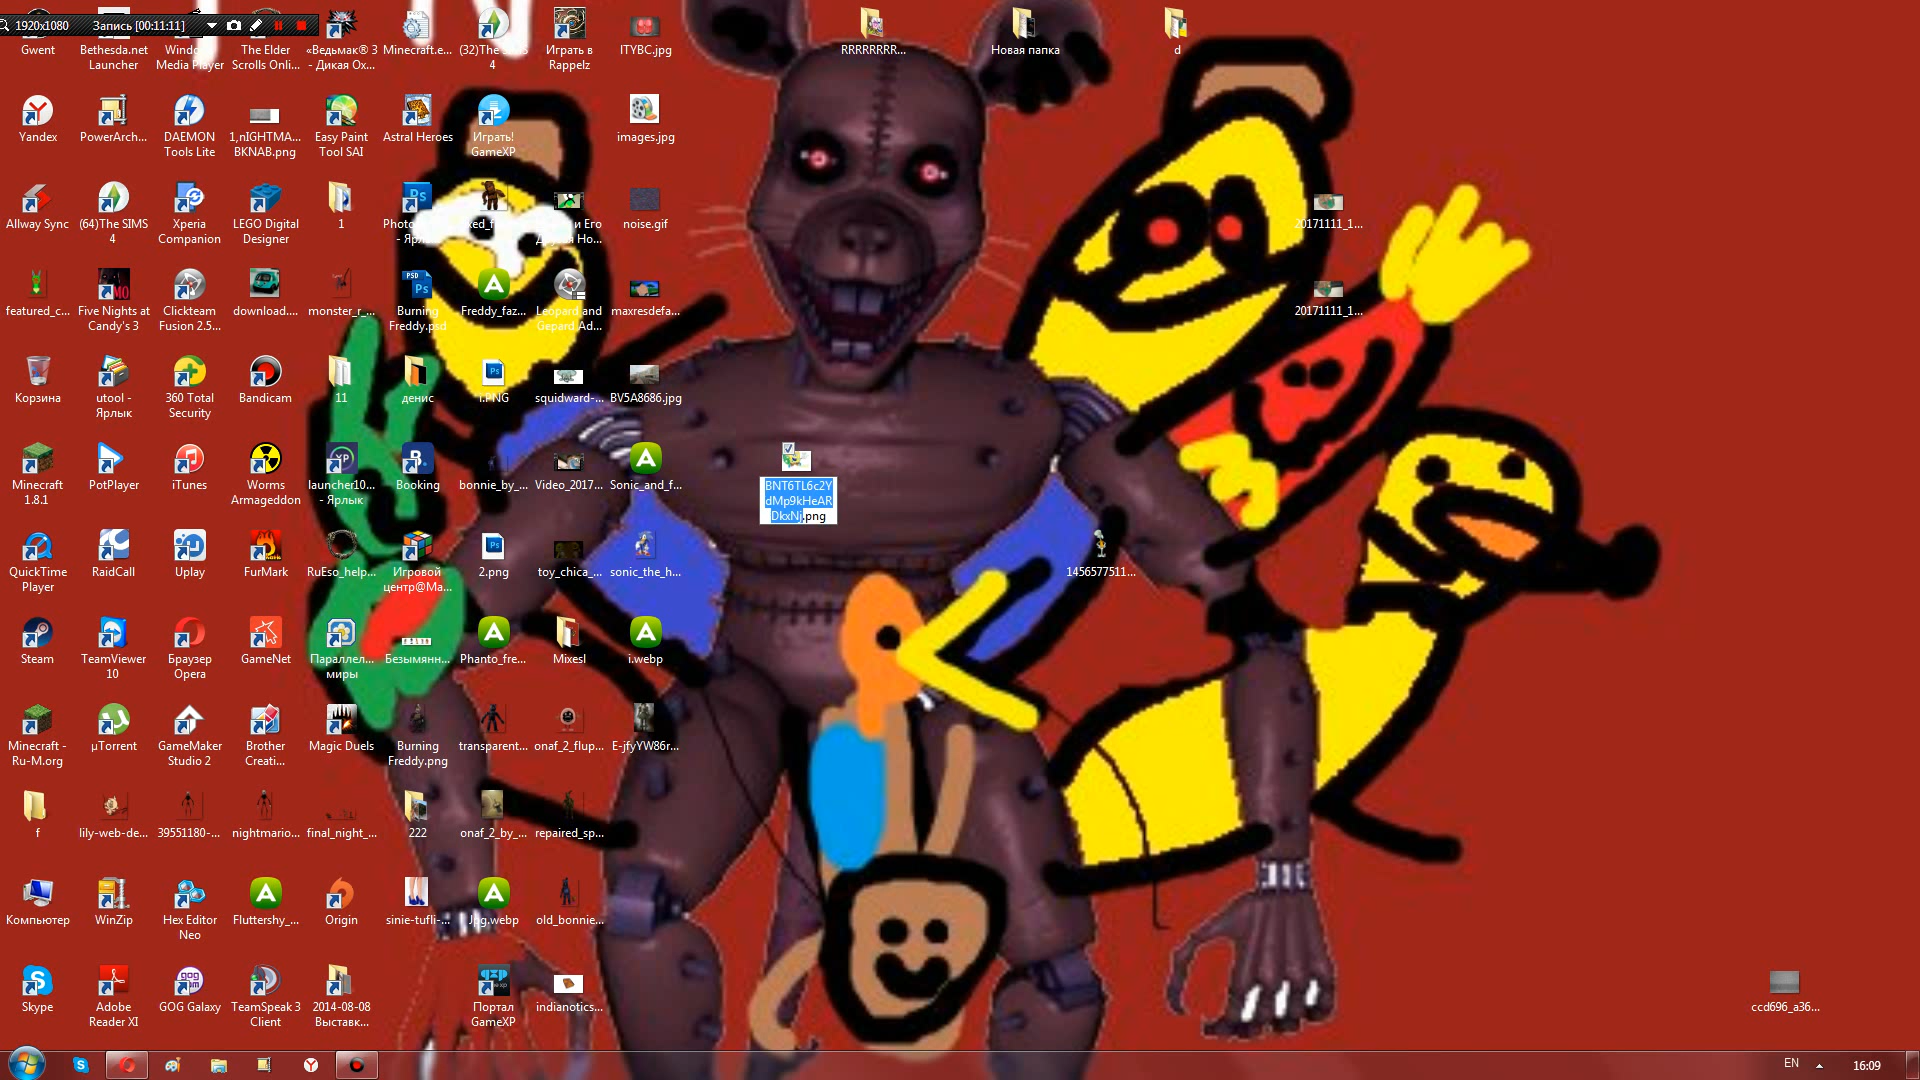 1920x1080
Запись [00:11:11]
Gwent
Bethesda.net
Launcher
Media Player
The Elder
Scrolls Onli...
«Ведьмак® 3
- Дикая Ох...
Minecraft.e...
4
Играть в
Rappelz
ITYBC.jpg
RRRRRRRR...
Новая папка
d
Yandex
PowerArch...
DAEMON
Tools Lite
1,nIGHTMA...
BKNAB.png
Easy Paint
Tool SAI
Astral Heroes
Играть!
GameXP
images.jpg
Allway Sync
(64)The SIMS
4
Xperia
Companion
LEGO Digital
Designer
1
noise.gif
20171111_1...
featured_c...
Five Nights at
Candy's 3
Clickteam
Fusion 2.5...
download....
monster_r_...
Burning
Freddy.psd
Freddy_faz...
Leopard and
Gepard Ad...
maxresdefa...
20171111_1...
Корзина
utool -
Ярлык
360 Total
Security
Bandicam
11
денис
squidward-...
BV5A8686.jpg
Minecraft
1.8.1
PotPlayer
iTunes
Worms
Armageddon
launcher10...
- Ярлык
Booking
bonnie_by_...
Video_2017...
Sonic_and_f...
BNT6TL6c2Y
dMp9kHeAR
DkxNj.png
QuickTime
Player
RaidCall
Uplay
FurMark
RuEso_help...
Игровой
центр@Ma...
2.png
toy_chica_...
sonic_the_h...
1456577511...
Steam
TeamViewer
10
Браузер
Opera
GameNet
Параллел...
миры
Безымянн...
Phanto_fre...
Mixesl
i.webp
Minecraft -
Ru-M.org
µTorrent
GameMaker
Studio 2
Brother
Creati...
Magic Duels
Burning
Freddy.png
transparent...
onaf_2_flup...
E-jfyYW86r...
f
lily-web-de...
39551180-...
nightmario...
final_night_...
222
onaf_2_by_...
repaired_sp...
Компьютер
WinZip
Hex Editor
Neo
Fluttershy_...
Origin
sinie-tufli-...
Jpg.webp
old_bonnie...
Skype
Adobe
Reader XI
GOG Galaxy
TeamSpeak 3
Client
2014-08-08
Выставк...
Портал
GameXP
indianotics...
ccd696_a36...
EN
16:09